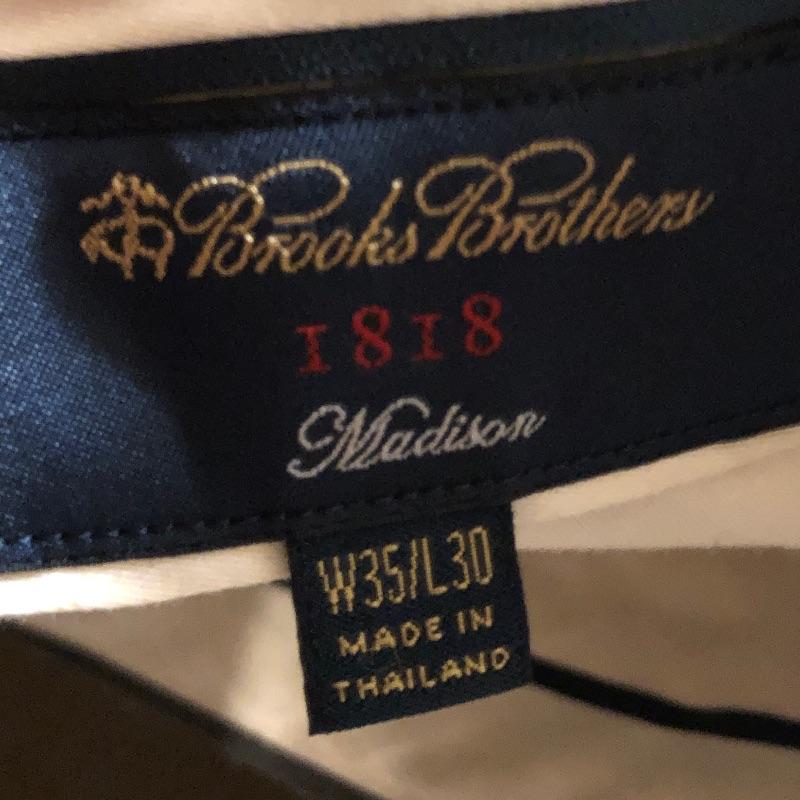 Brooks Brothers
1818
Madison
W35/L30
MADE IN
THAILAND